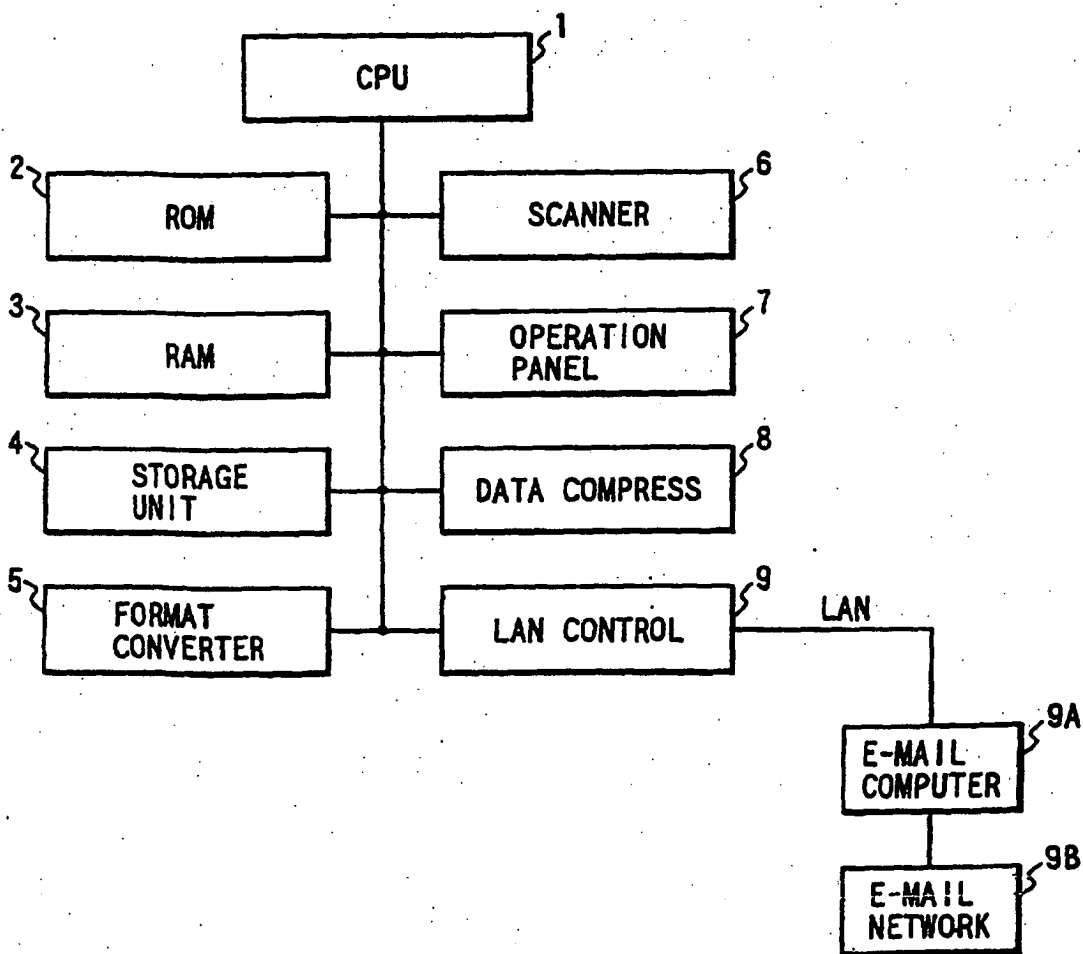 1
CPU
2
ROM
6
SCANNER
3
RAM
7
OPERATION
PANEL
4
STORAGE
UNIT
8
DATA COMPRESS
5
FORMAT
CONVERTER
9
LAN CONTROL
LAN
9A
E-MAIL
COMPUTER
9B
E-MAIL
NETWORK